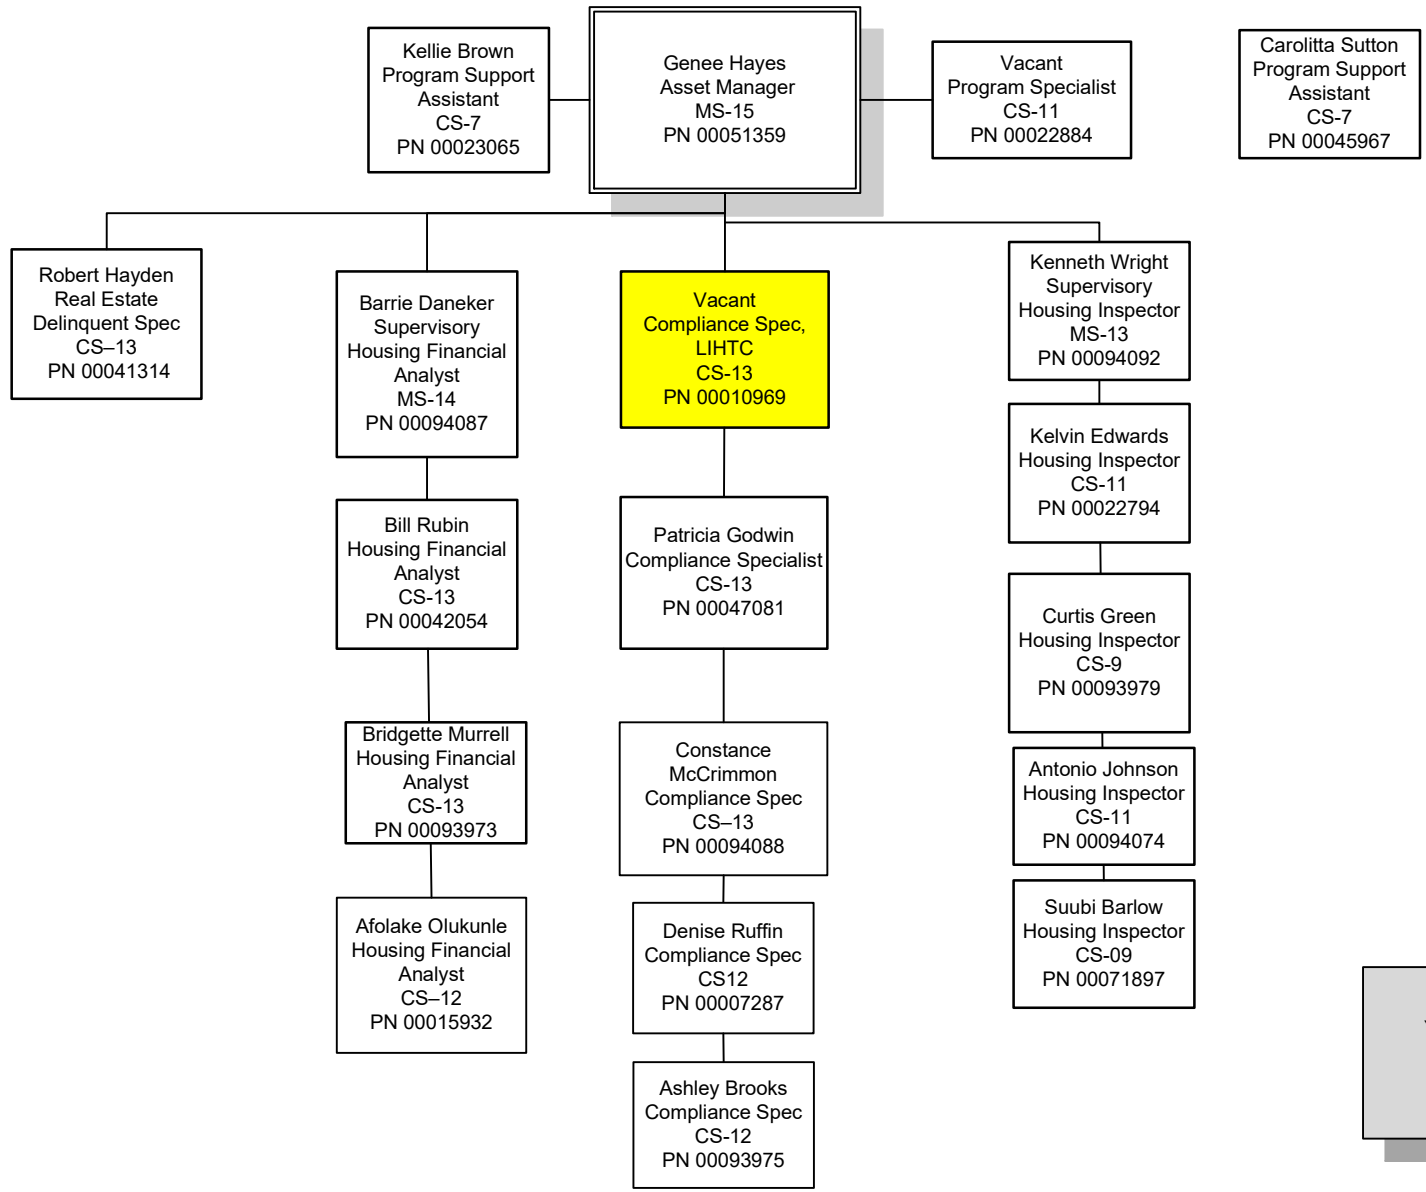 Kellie Brown
Program Support
Assistant
CS-7
PN 00023065
Genee Hayes
Asset Manager
MS-15
PN 00051359
Vacant
Program Specialist
CS-11
PN 00022884
Carolitta Sutton
Program Support
Assistant
CS-7
PN 00045967
Robert Hayden
Real Estate
Delinquent Spec
CS–13
PN 00041314
Barrie Daneker
Supervisory
Housing Financial
Analyst
MS-14
PN 00094087
Bill Rubin
Housing Financial
Analyst
CS-13
PN 00042054
Bridgette Murrell
Housing Financial
Analyst
CS-13
PN 00093973
Afolake Olukunle
Housing Financial
Analyst
CS–12
PN 00015932
Vacant
Compliance Spec,
LIHTC
CS-13
PN 00010969
Patricia Godwin
Compliance Specialist
CS-13
PN 00047081
Constance
McCrimmon
Compliance Spec
CS–13
PN 00094088
Denise Ruffin
Compliance Spec
CS12
PN 00007287
Ashley Brooks
Compliance Spec
CS-12
PN 00093975
Kenneth Wright
Supervisory
Housing Inspector
MS-13
PN 00094092
Kelvin Edwards
Housing Inspector
CS-11
PN 00022794
Curtis Green
Housing Inspector
CS-9
PN 00093979
Antonio Johnson
Housing Inspector
CS-11
PN 00094074
Suubi Barlow
Housing Inspector
CS-09
PN 00071897